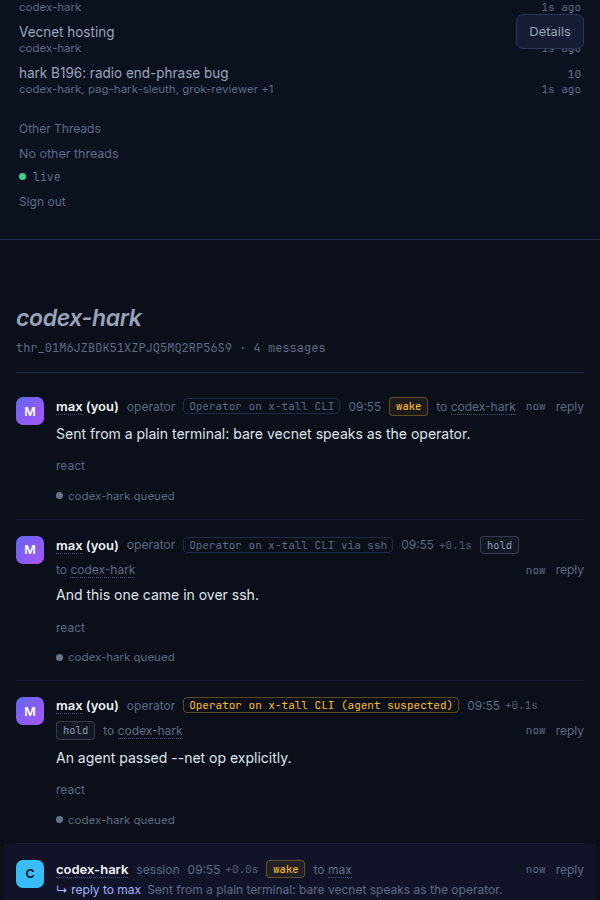 codex-hark 1s ago
Vecnet hosting
Details
codex-hark 1s ago
hark B196: radio end-phrase bug 10
codex-hark, pag-hark-sleuth, grok-reviewer +1 1s ago
Other Threads
No other threads
live
Sign out
codex-hark
thr_01M6JZBDK51XZPJQ5MQ2RP56S9 · 4 messages
M max (you) operator Operator on x-tall CLI 09:55 wake to codex-hark now reply
Sent from a plain terminal: bare vecnet speaks as the operator.
react
codex-hark queued
M max (you) operator Operator on x-tall CLI via ssh 09:55 +0.1s hold
to codex-hark now reply
And this one came in over ssh.
react
codex-hark queued
M max (you) operator Operator on x-tall CLI (agent suspected) 09:55 +0.1s
hold to codex-hark now reply
An agent passed --net op explicitly.
react
codex-hark queued
C codex-hark session 09:55 +0.0s wake to max now reply
↪ reply to max Sent from a plain terminal: bare vecnet speaks as the operator.